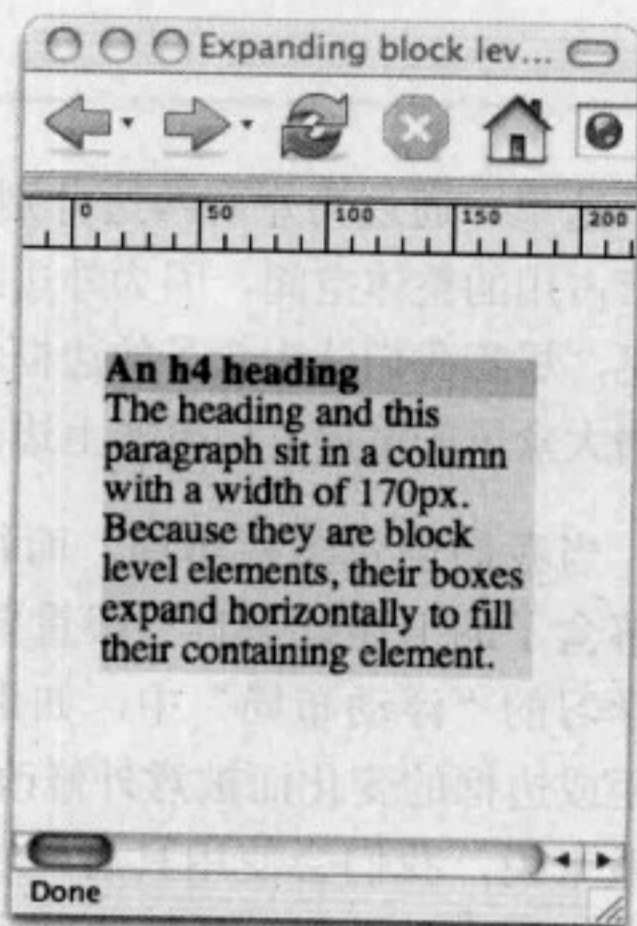 Expanding block lev...
0 50 100 150 200
An h4 heading
The heading and this
paragraph sit in a column
with a width of 170px.
Because they are block
level elements, their boxes
expand horizontally to fill
their containing element.
Done